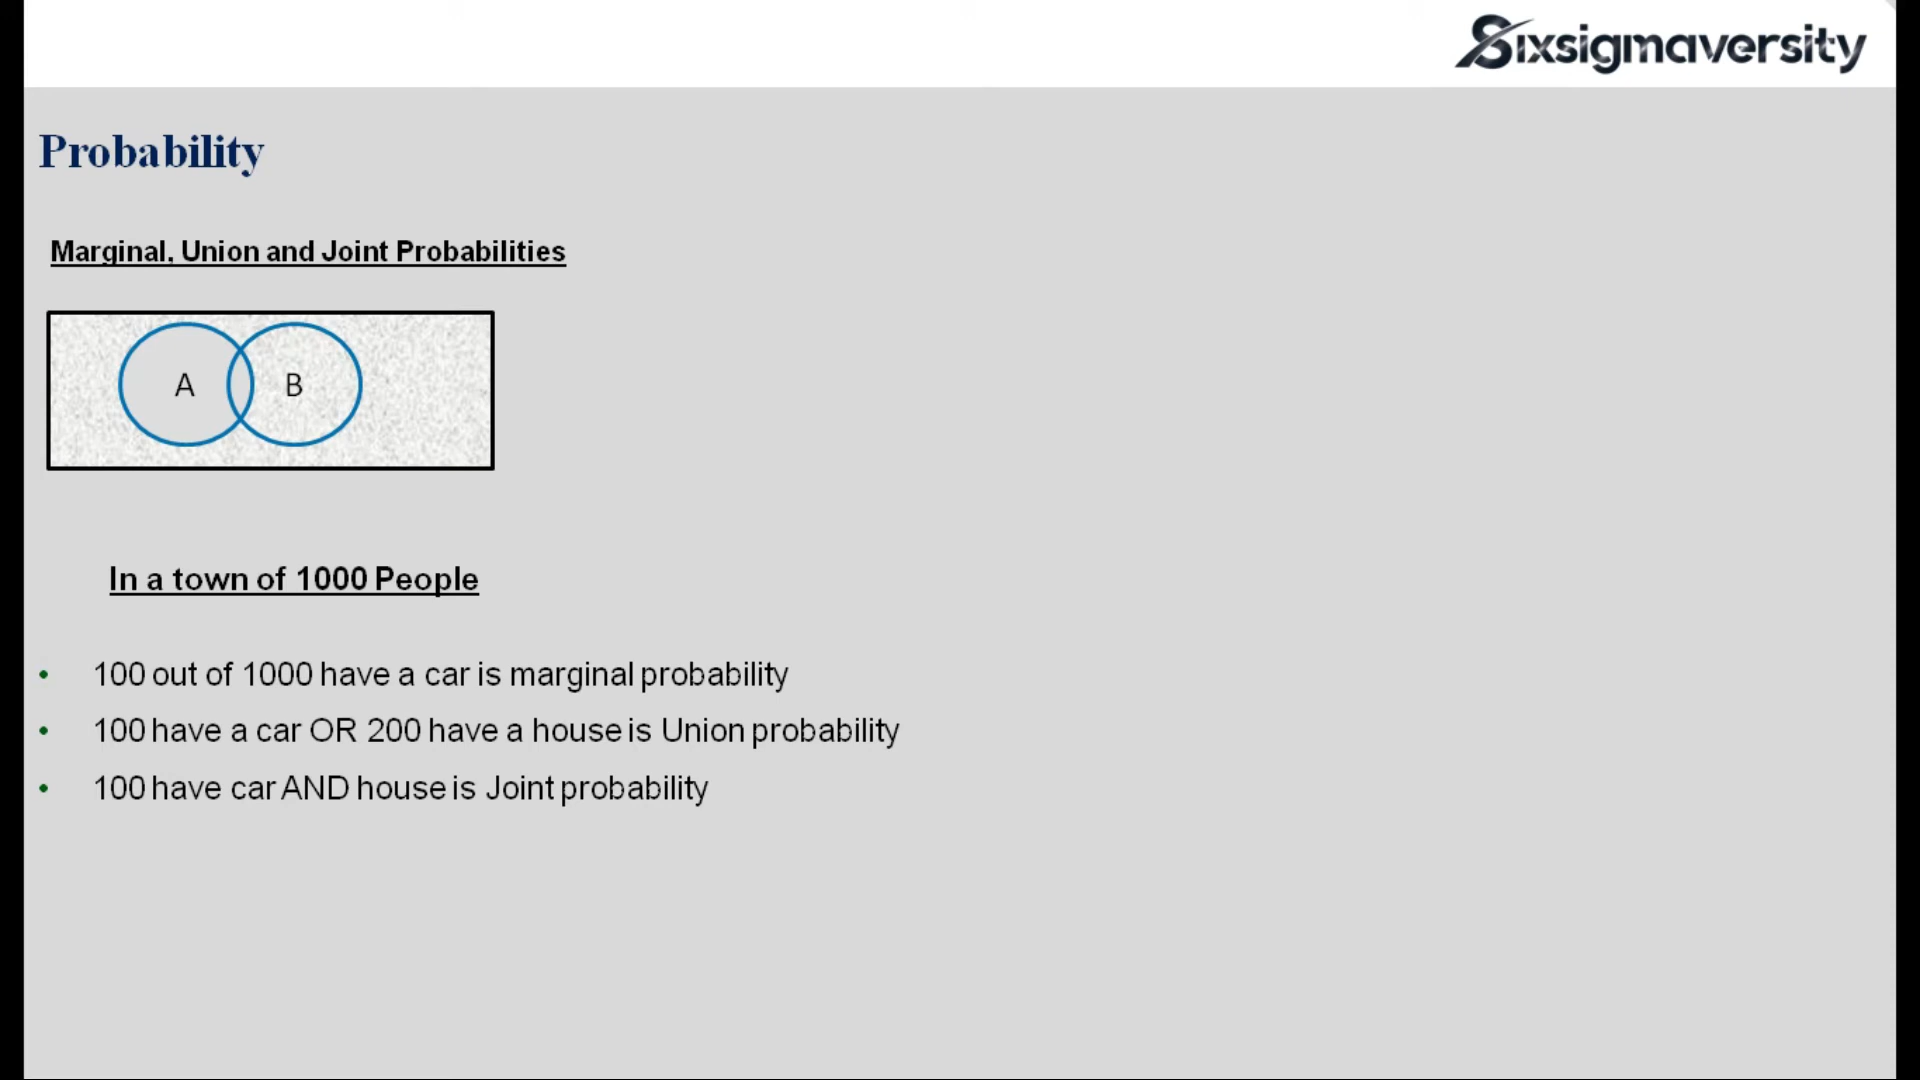 Sixsigmaversity
Probability
Marginal, Union and Joint Probabilities
A B
In a town of 1000 People
• 100 out of 1000 have a car is marginal probability
• 100 have a car OR 200 have a house is Union probability
• 100 have car AND house is Joint probability